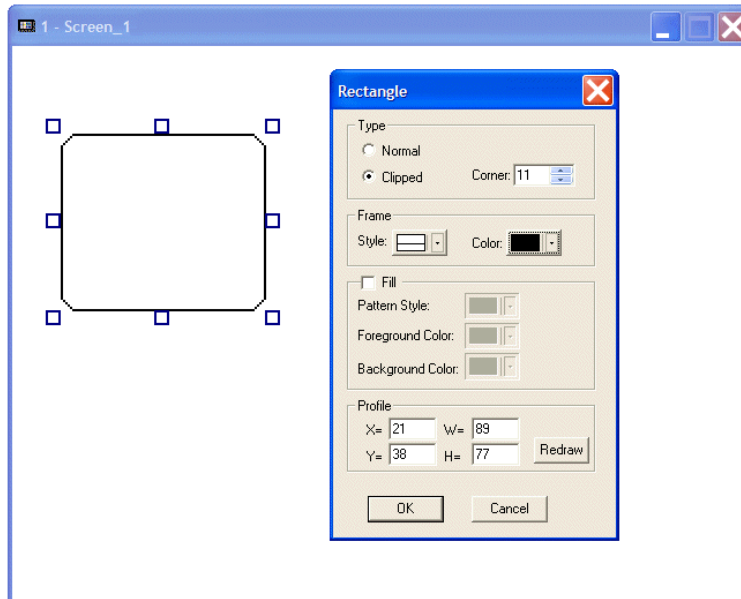 1 - Screen_1
Rectangle
Type
Normal
Clipped Corner: 11
Frame
Style: Color:
Fill
Pattern Style:
Foreground Color:
Background Color:
Profile
X= 21 W= 89
Y= 38 H= 77
Redraw
OK Cancel